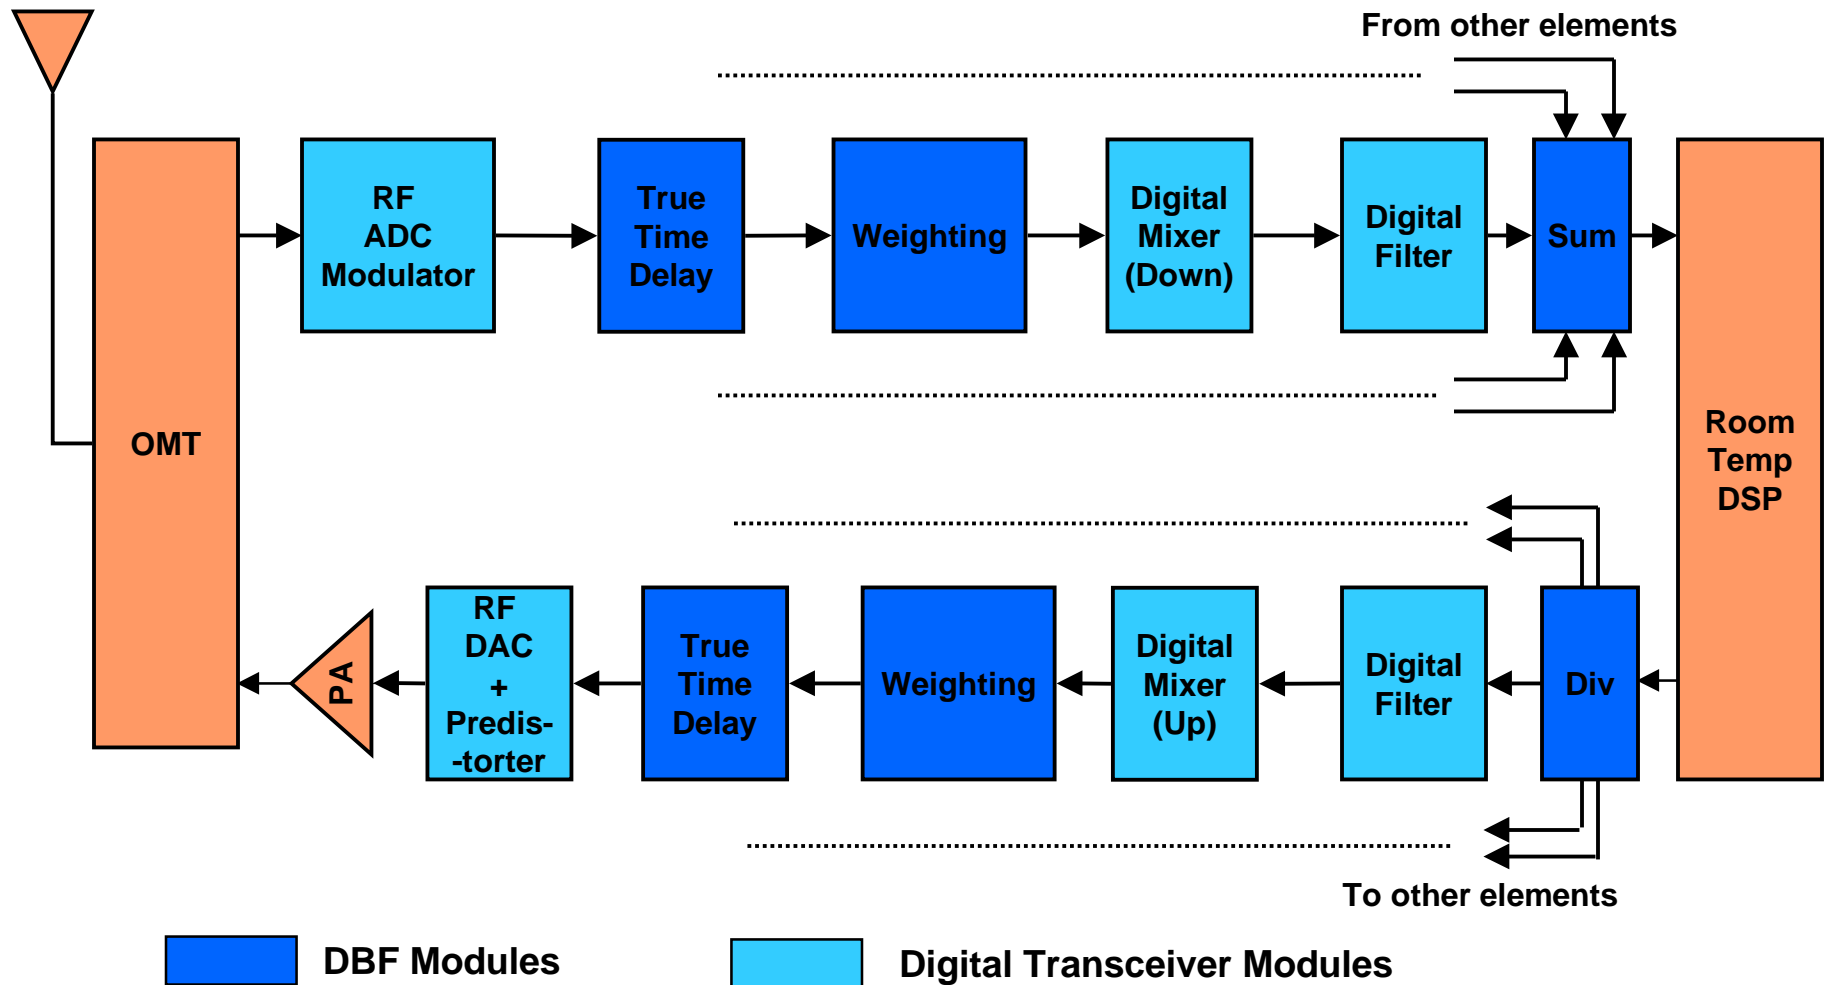 From other elements
OMT
RF
ADC
Modulator
True
Time
Delay
Weighting
Digital
Mixer
(Down)
Digital
Filter
Sum
Room
Temp
DSP
PA
RF
DAC
+
Predis-
-torter
True
Time
Delay
Weighting
Digital
Mixer
(Up)
Digital
Filter
Div
To other elements
DBF Modules
Digital Transceiver Modules